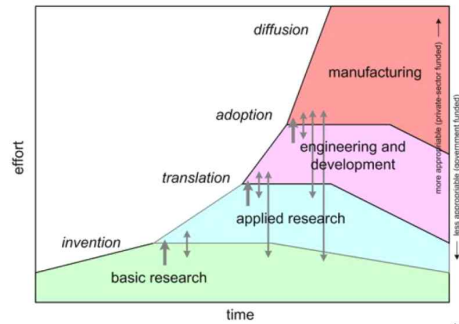 diffusion
manufacturing
adoption
engineering and
development
translation
applied research
invention
basic research
effort
time
more appropriable (private-sector funded)
less appropriable (government funded)